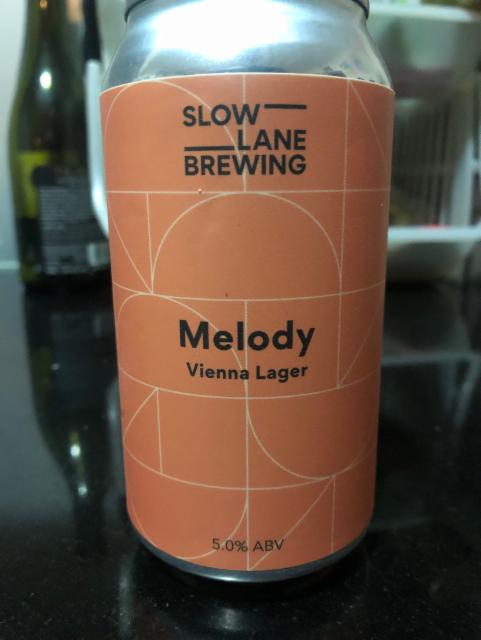 SLOW
LANE
BREWING
Melody
Vienna Lager
5.0% ABV